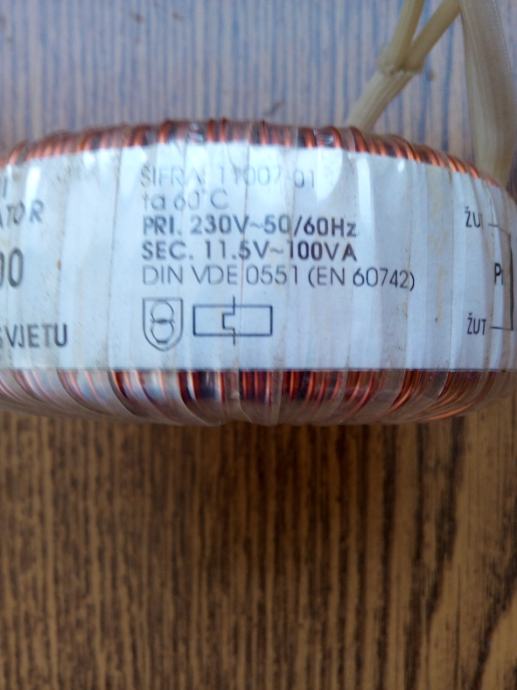 ŠIFRA 11007-01
ta 60°C
PRI. 230V~50/60Hz
SEC. 11.5V~100VA
DIN VDE 0551 (EN 60742)
ATOR
00
SVJETU
ŽUT